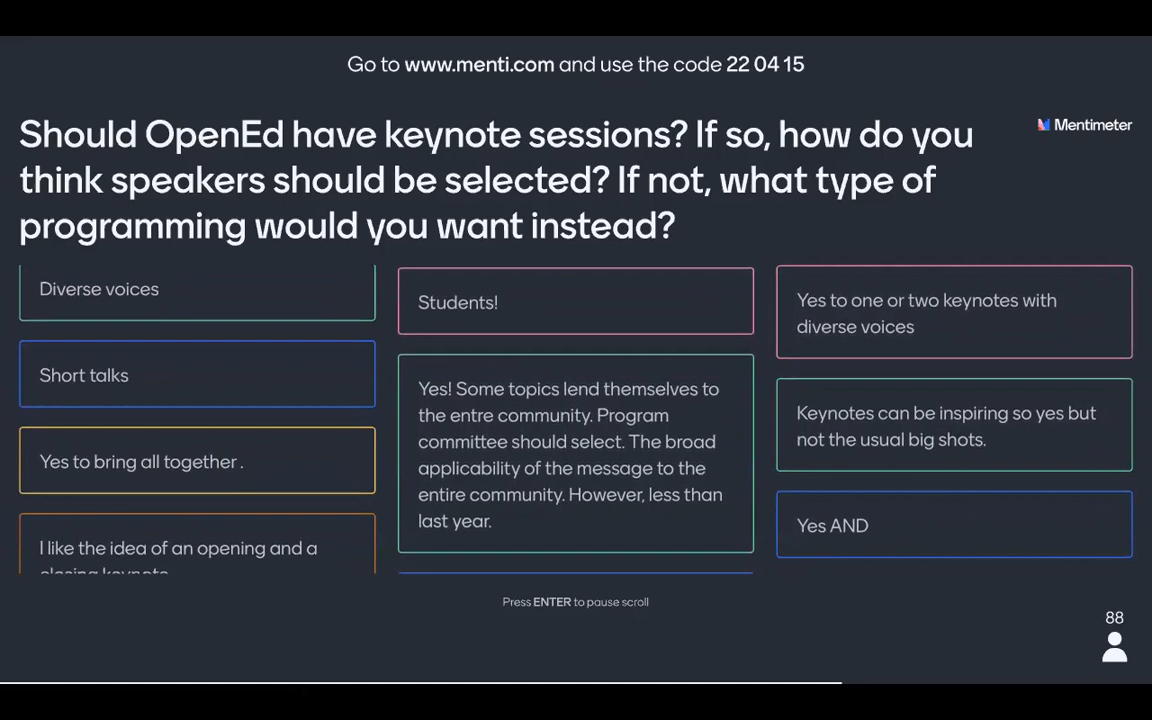 Go to www.menti.com and use the code 22 04 15
Mentimeter
Should OpenEd have keynote sessions? If so, how do you
think speakers should be selected? If not, what type of
programming would you want instead?
Diverse voices
Short talks
Yes to bring all together .
I like the idea of an opening and a
closing keynote
Students!
Yes! Some topics lend themselves to
the entre community. Program
committee should select. The broad
applicability of the message to the
entire community. However, less than
last year.
Yes to one or two keynotes with
diverse voices
Keynotes can be inspiring so yes but
not the usual big shots.
Yes AND
Press ENTER to pause scroll
88